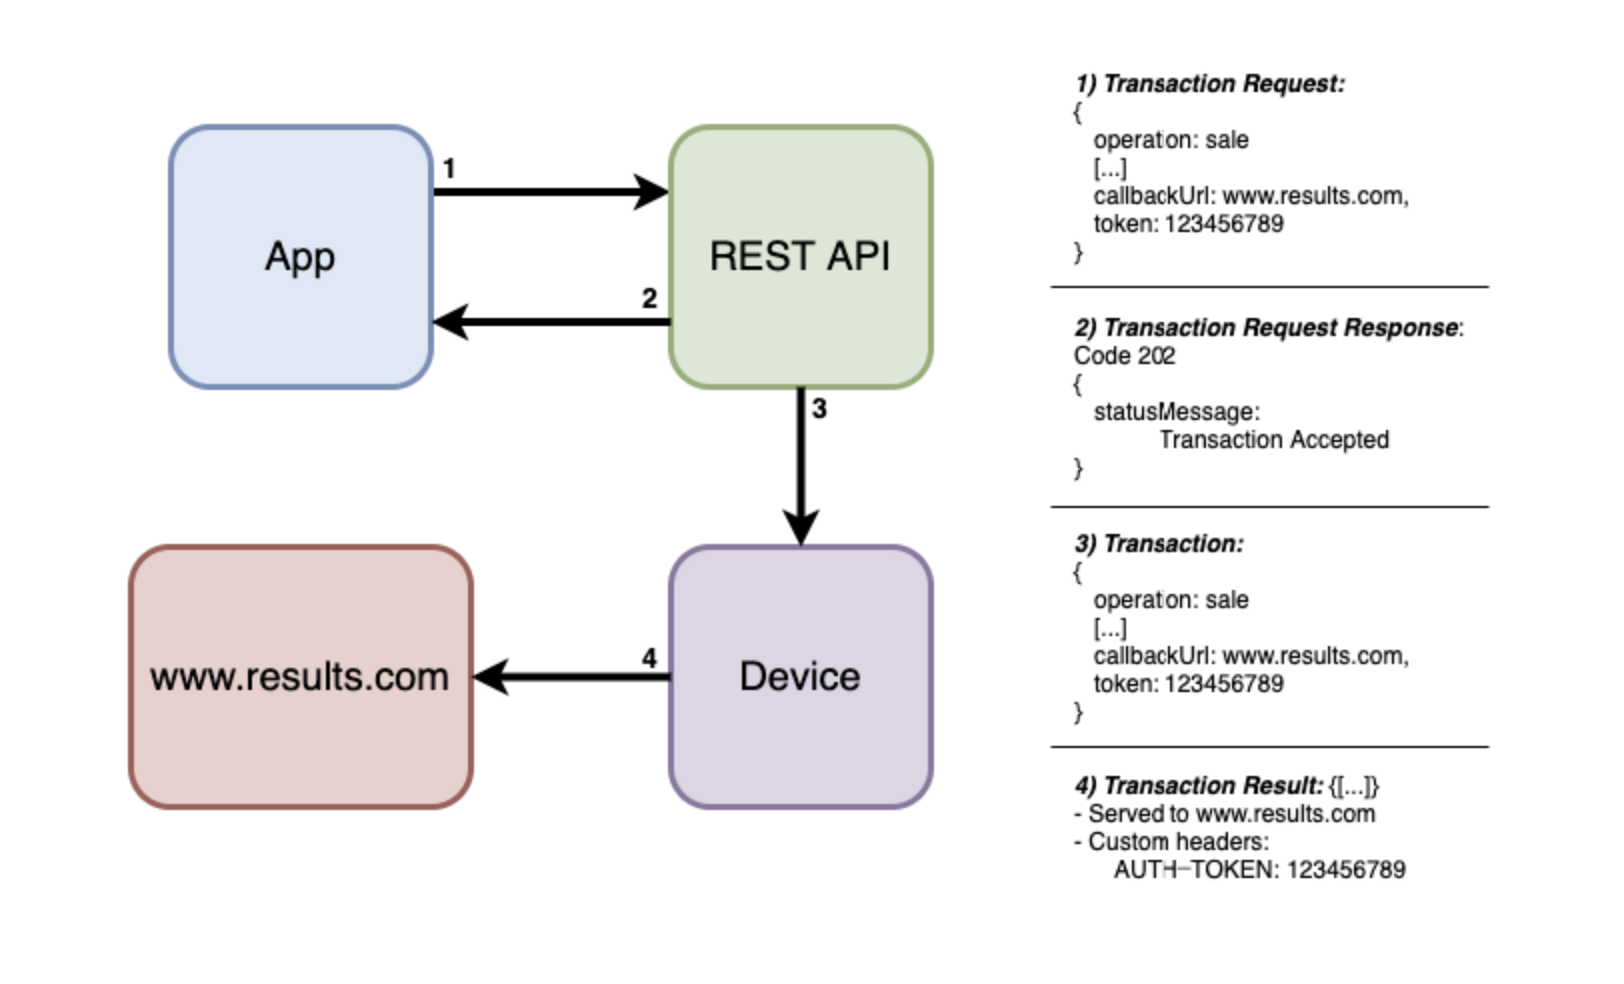 App
1
2
REST API
3
www.results.com
4
Device
1) Transaction Request:
{
operation: sale
[...]
callbackUrl: www.results.com,
token: 123456789
}
2) Transaction Request Response:
Code 202
{
statusMessage:
Transaction Accepted
}
3) Transaction:
{
operation: sale
[...]
callbackUrl: www.results.com,
token: 123456789
}
4) Transaction Result: {[...]}
- Served to www.results.com
- Custom headers:
AUTH-TOKEN: 123456789